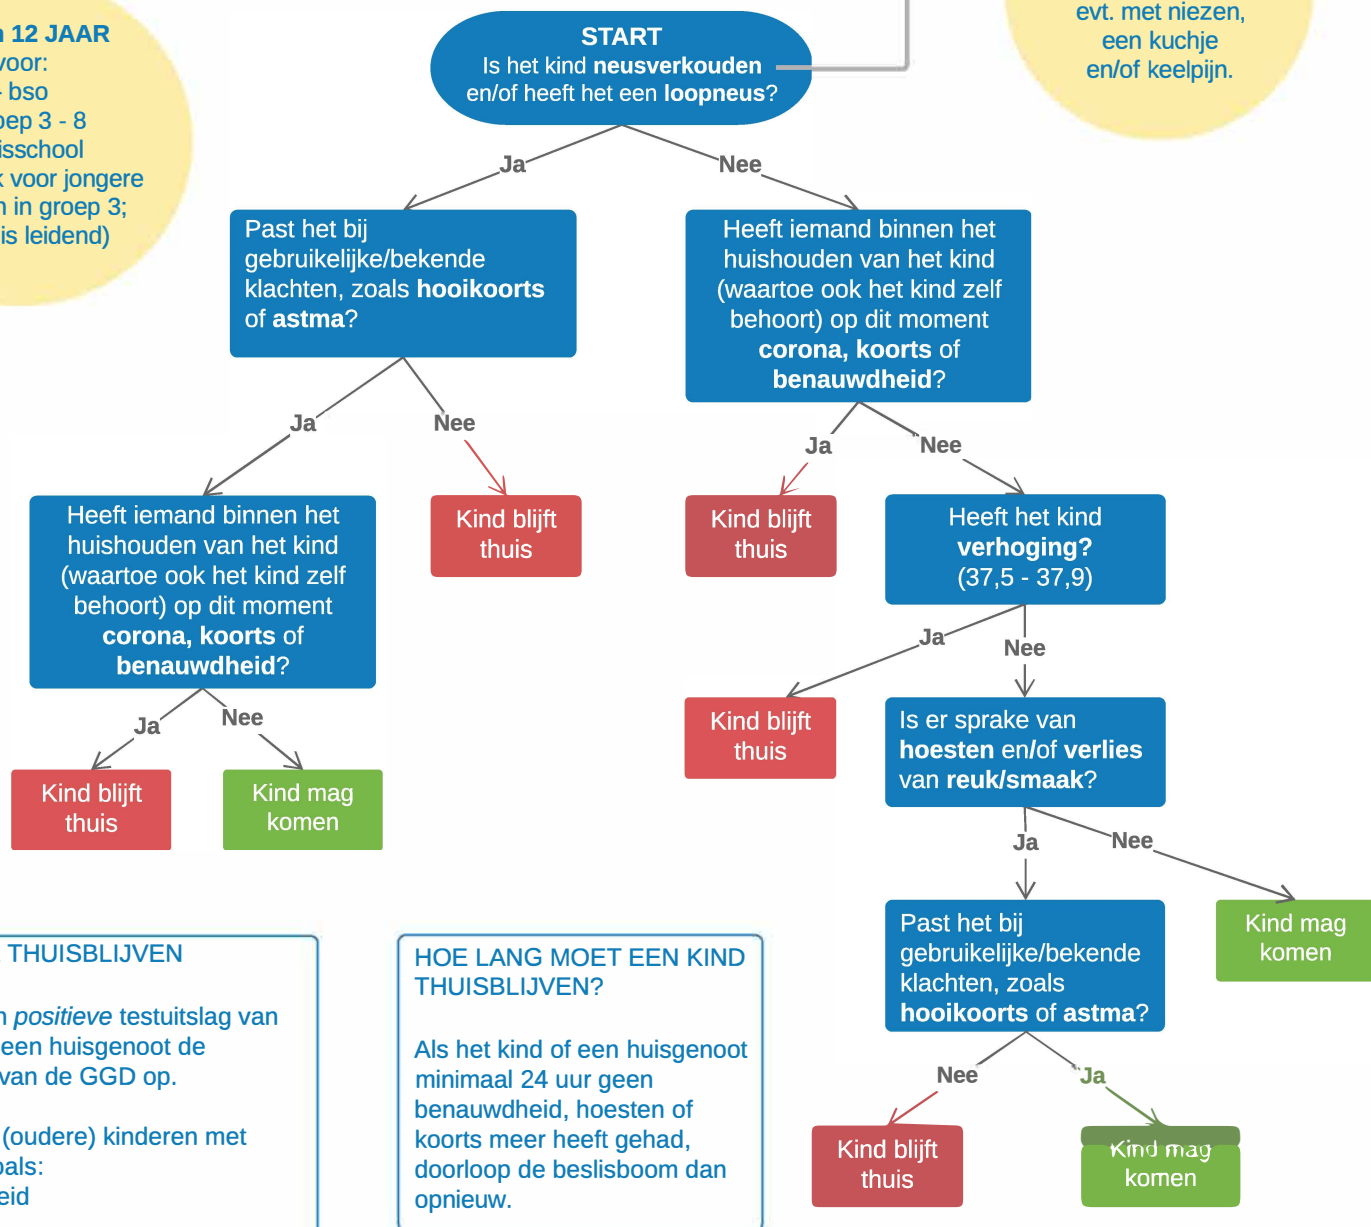 12 JAAR
voor:
- bso
3 - 8
voor jongere
in groep 3;
is leidend)
evt. met niezen,
een kuchje
en/of keelpijn.
START
Is het kind neusverkouden
en/of heeft het een loopneus?
Ja
Nee
Past het bij
gebruikelijke/bekende
klachten, zoals hooikoorts
of astma?
Heeft iemand binnen het
huishouden van het kind
(waartoe ook het kind zelf
behoort) op dit moment
corona, koorts of
benauwdheid?
Ja
Nee
Ja
Nee
Heeft iemand binnen het
huishouden van het kind
(waartoe ook het kind zelf
behoort) op dit moment
corona, koorts of
benauwdheid?
Kind blijft
thuis
Kind blijft
thuis
Heeft het kind
verhoging?
(37,5 - 37,9)
Ja
Nee
Ja
Nee
Kind blijft
thuis
Kind mag
komen
Kind blijft
thuis
Is er sprake van
hoesten en/of verlies
van reuk/smaak?
Ja
Nee
Past het bij
gebruikelijke/bekende
klachten, zoals
hooikoorts of astma?
Kind mag
komen
Nee
Ja
Kind blijft
thuis
Kind mag
komen
THUISBLIJVEN
positieve testuitslag van
een huisgenoot de
van de GGD op.
(oudere) kinderen met
HOE LANG MOET EEN KIND
THUISBLIJVEN?
Als het kind of een huisgenoot
minimaal 24 uur geen
benauwdheid, hoesten of
koorts meer heeft gehad,
doorloop de beslisboom dan
opnieuw.